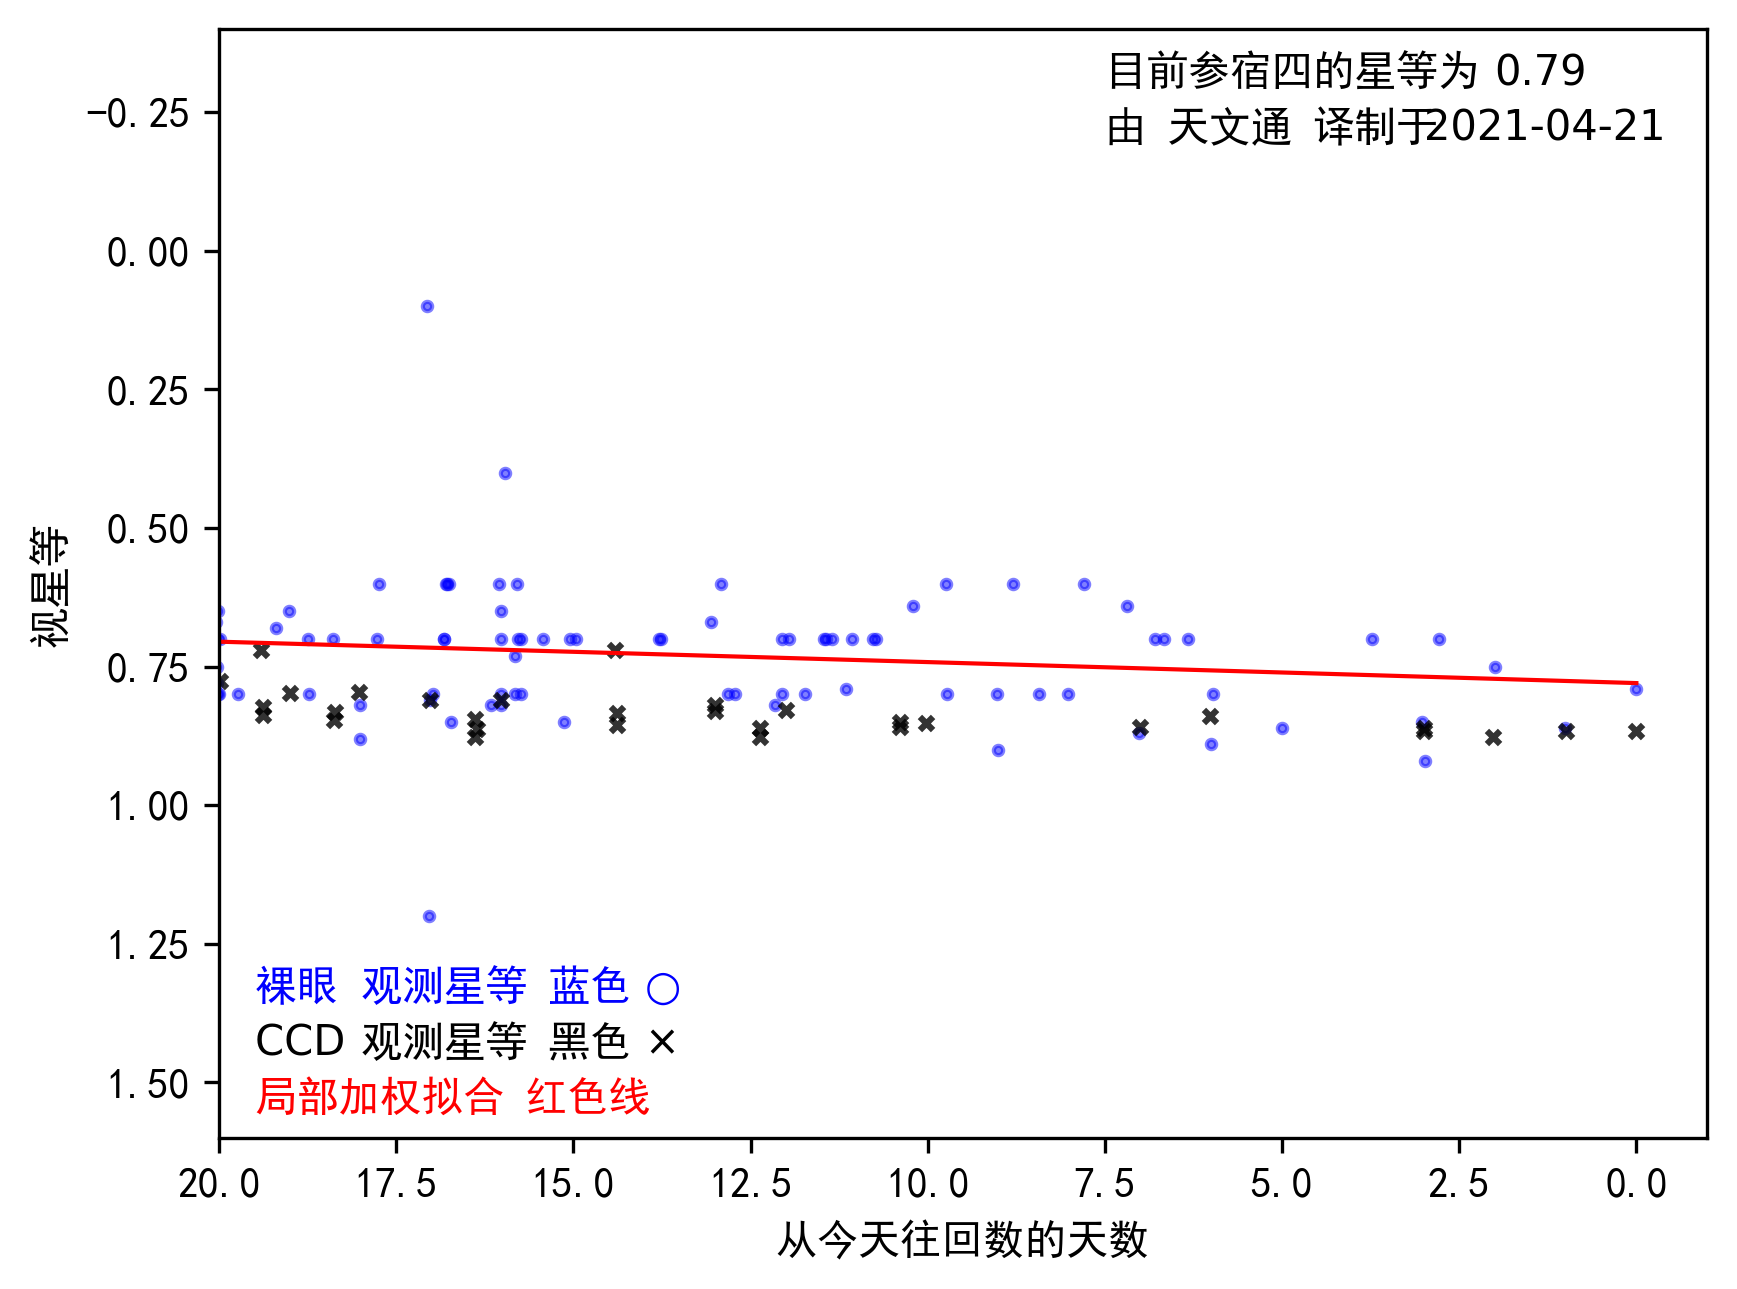 目前参宿四的星等为 0.79
由 天文通 译制于2021-04-21
−0.25
0.00
0.25
0.50
0.75
1.00
1.25
1.50
视星等
裸眼 观测星等 蓝色 ○
CCD 观测星等 黑色 ×
局部加权拟合 红色线
20.0 17.5 15.0 12.5 10.0 7.5 5.0 2.5 0.0
从今天往回数的天数